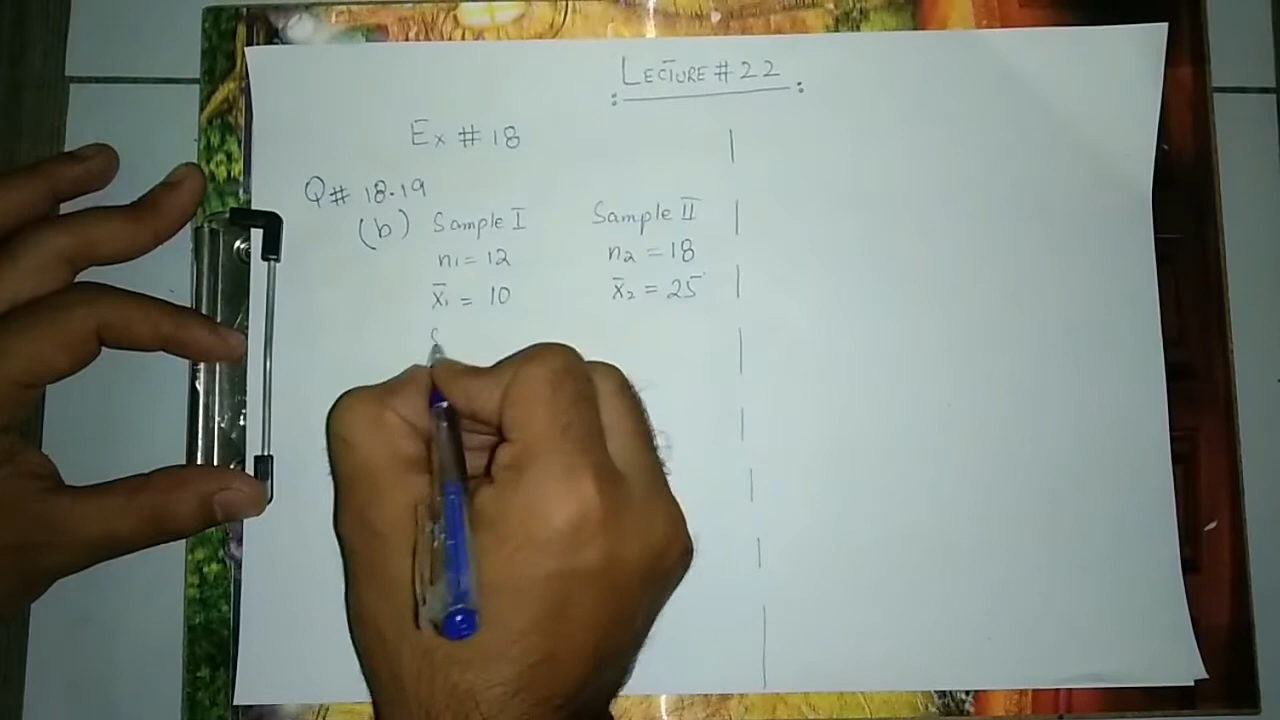 LECTURE # 22
Ex # 18
Q# 18.19
(b) Sample I Sample II
n₁ = 12 n₂ = 18
x̄₁ = 10 x̄₂ = 25